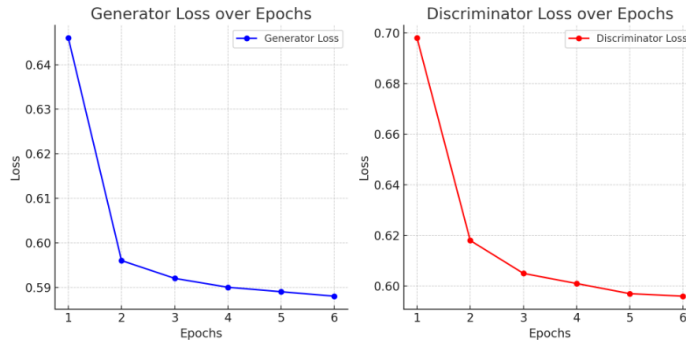 Generator Loss over Epochs
Generator Loss
0.64
0.63
0.62
0.61
0.60
0.59
Loss
1 2 3 4 5 6
Epochs
Discriminator Loss over Epochs
Discriminator Loss
0.70
0.68
0.66
0.64
0.62
0.60
Loss
1 2 3 4 5 6
Epochs